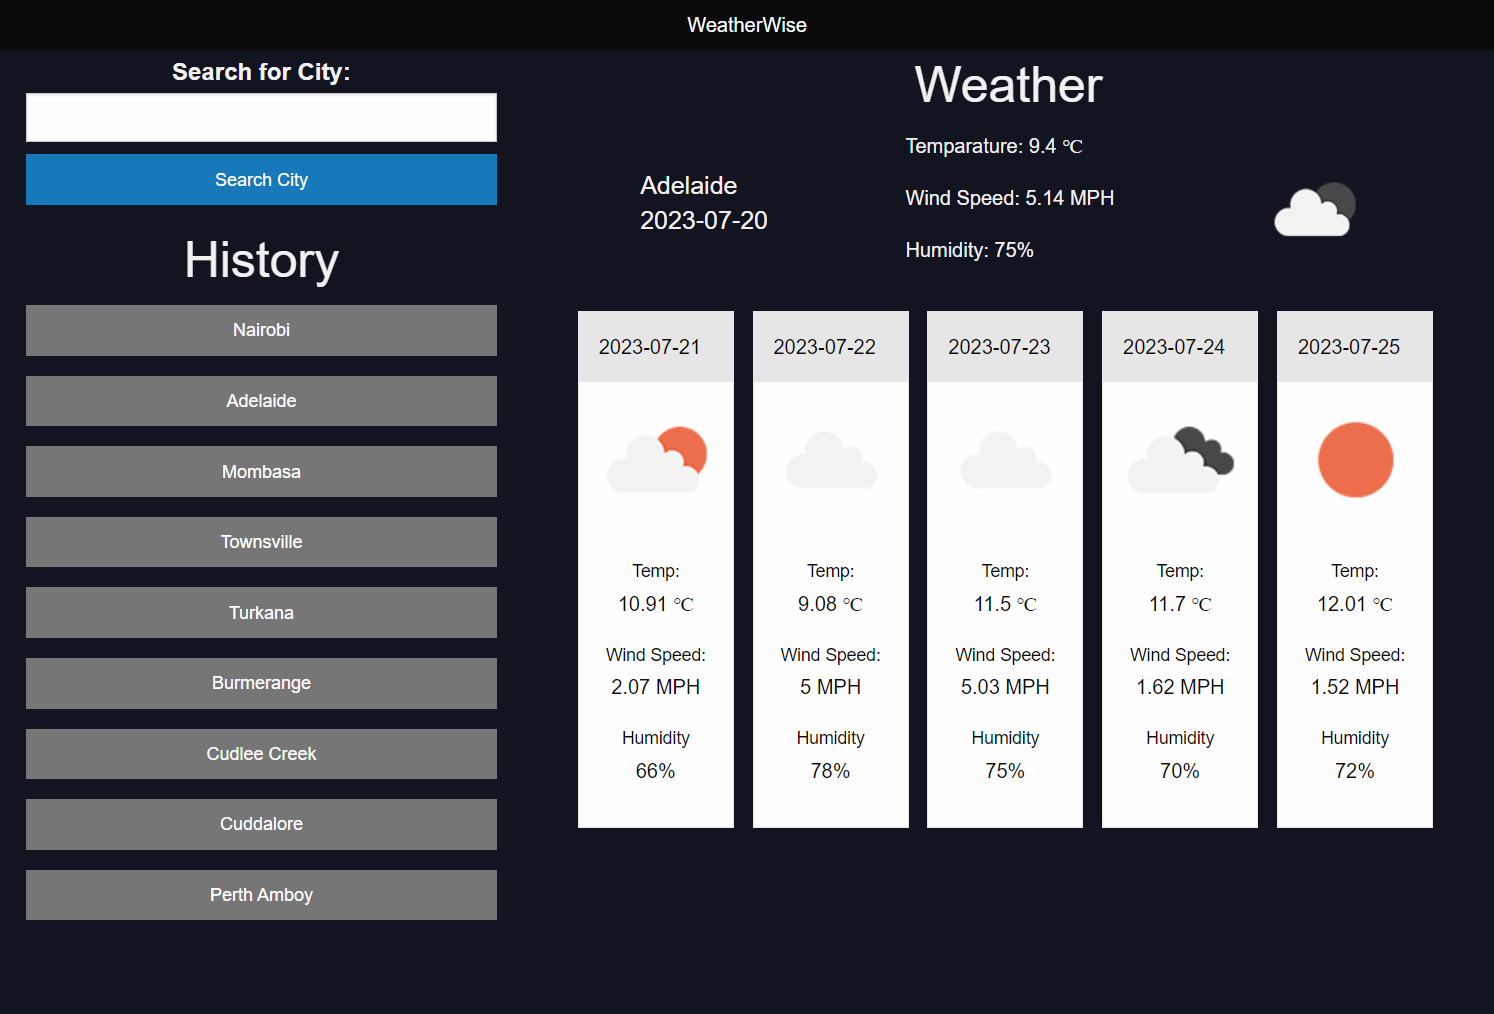 WeatherWise
Search for City:
Search City
History
Nairobi
Adelaide
Mombasa
Townsville
Turkana
Burmerange
Cudlee Creek
Cuddalore
Perth Amboy
Weather
Adelaide
2023-07-20
Temparature: 9.4 ℃
Wind Speed: 5.14 MPH
Humidity: 75%
2023-07-21
Temp:
10.91 ℃
Wind Speed:
2.07 MPH
Humidity
66%
2023-07-22
Temp:
9.08 ℃
Wind Speed:
5 MPH
Humidity
78%
2023-07-23
Temp:
11.5 ℃
Wind Speed:
5.03 MPH
Humidity
75%
2023-07-24
Temp:
11.7 ℃
Wind Speed:
1.62 MPH
Humidity
70%
2023-07-25
Temp:
12.01 ℃
Wind Speed:
1.52 MPH
Humidity
72%